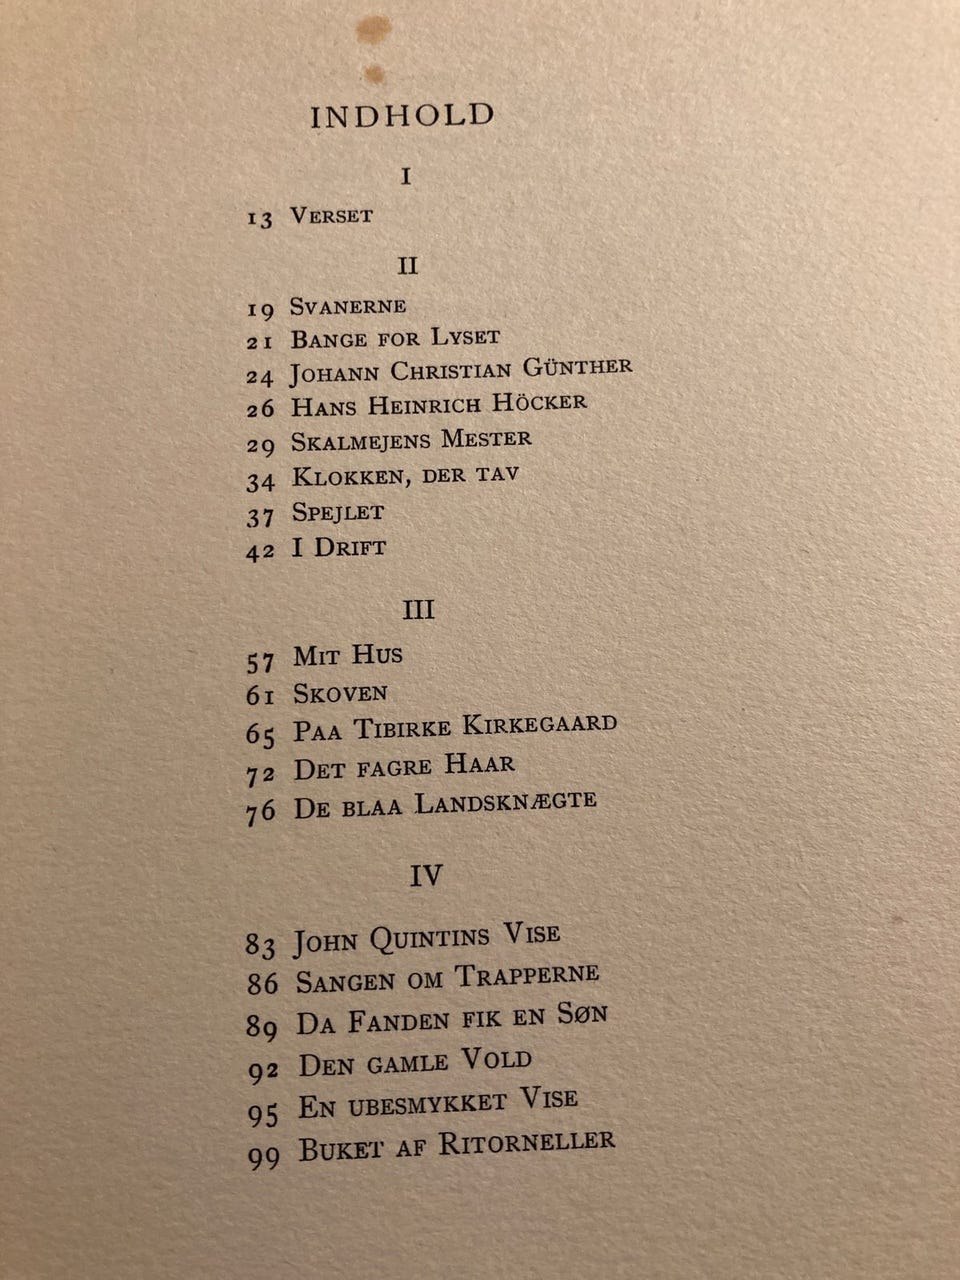 INDHOLD
I
13 VERSET
II
19 SVANERNE
21 BANGE FOR LYSET
24 JOHANN CHRISTIAN GÜNTHER
26 HANS HEINRICH HÖCKER
29 SKALMEJENS MESTER
34 KLOKKEN, DER TAV
37 SPEJLET
42 I DRIFT
III
57 MIT HUS
61 SKOVEN
65 PAA TIBIRKE KIRKEGAARD
72 DET FAGRE HAAR
76 DE BLAA LANDSKNÆGTE
IV
83 JOHN QUINTINS VISE
86 SANGEN OM TRAPPERNE
89 DA FANDEN FIK EN SØN
92 DEN GAMLE VOLD
95 EN UBESMYKKET VISE
99 BUKET AF RITORNELLER